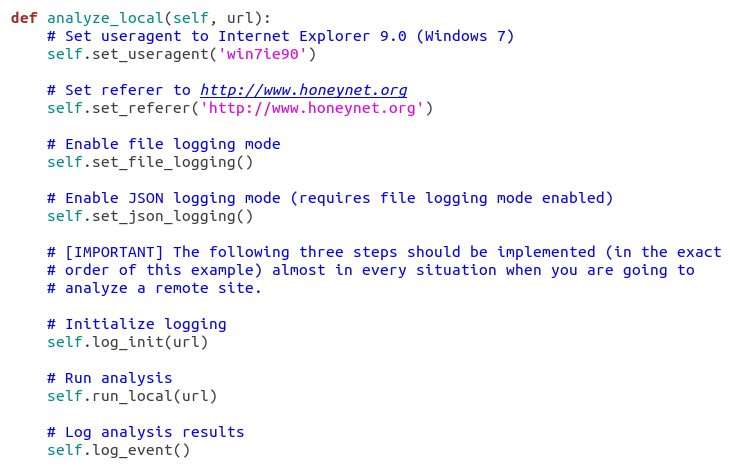 def analyze_local(self, url):
    # Set useragent to Internet Explorer 9.0 (Windows 7)
    self.set_useragent('win7ie90')

    # Set referer to http://www.honeynet.org
    self.set_referer('http://www.honeynet.org')

    # Enable file logging mode
    self.set_file_logging()

    # Enable JSON logging mode (requires file logging mode enabled)
    self.set_json_logging()

    # [IMPORTANT] The following three steps should be implemented (in the exact
    # order of this example) almost in every situation when you are going to
    # analyze a remote site.

    # Initialize logging
    self.log_init(url)

    # Run analysis
    self.run_local(url)

    # Log analysis results
    self.log_event()